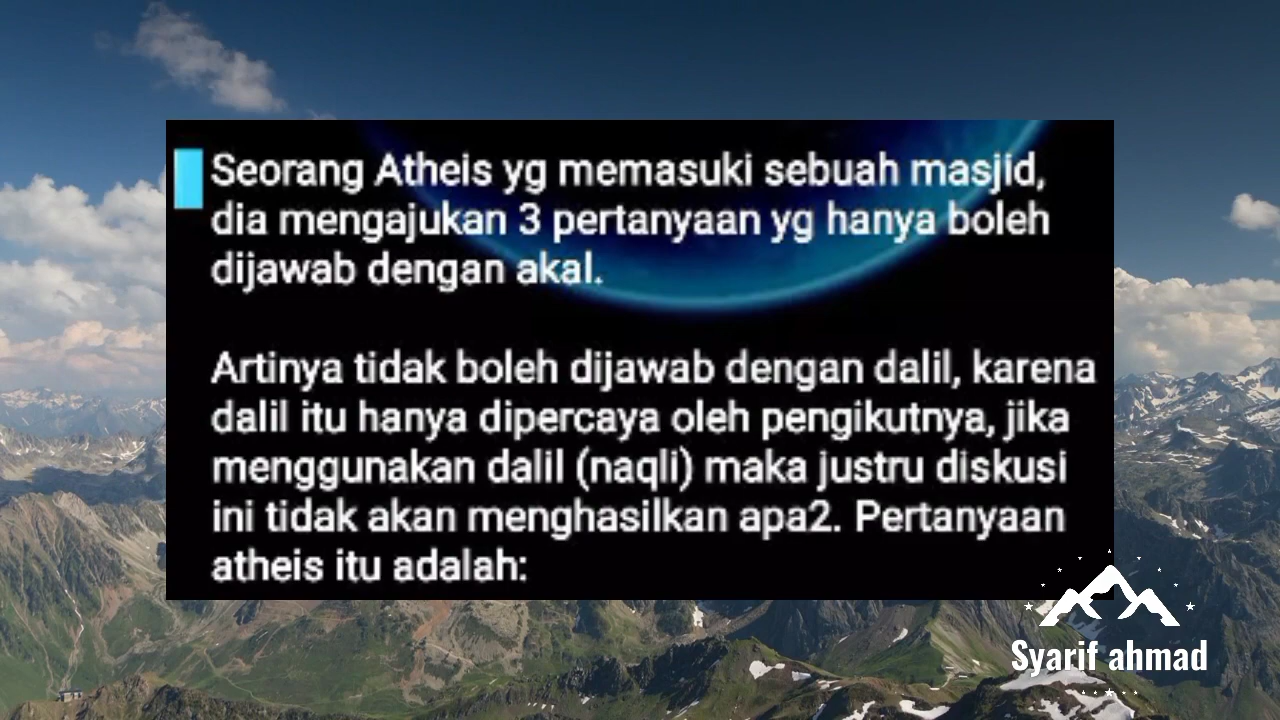 Seorang Atheis yg memasuki sebuah masjid,
dia mengajukan 3 pertanyaan yg hanya boleh
dijawab dengan akal.
Artinya tidak boleh dijawab dengan dalil, karena
dalil itu hanya dipercaya oleh pengikutnya, jika
menggunakan dalil (naqli) maka justru diskusi
ini tidak akan menghasilkan apa2. Pertanyaan
atheis itu adalah:
Syarif ahmad